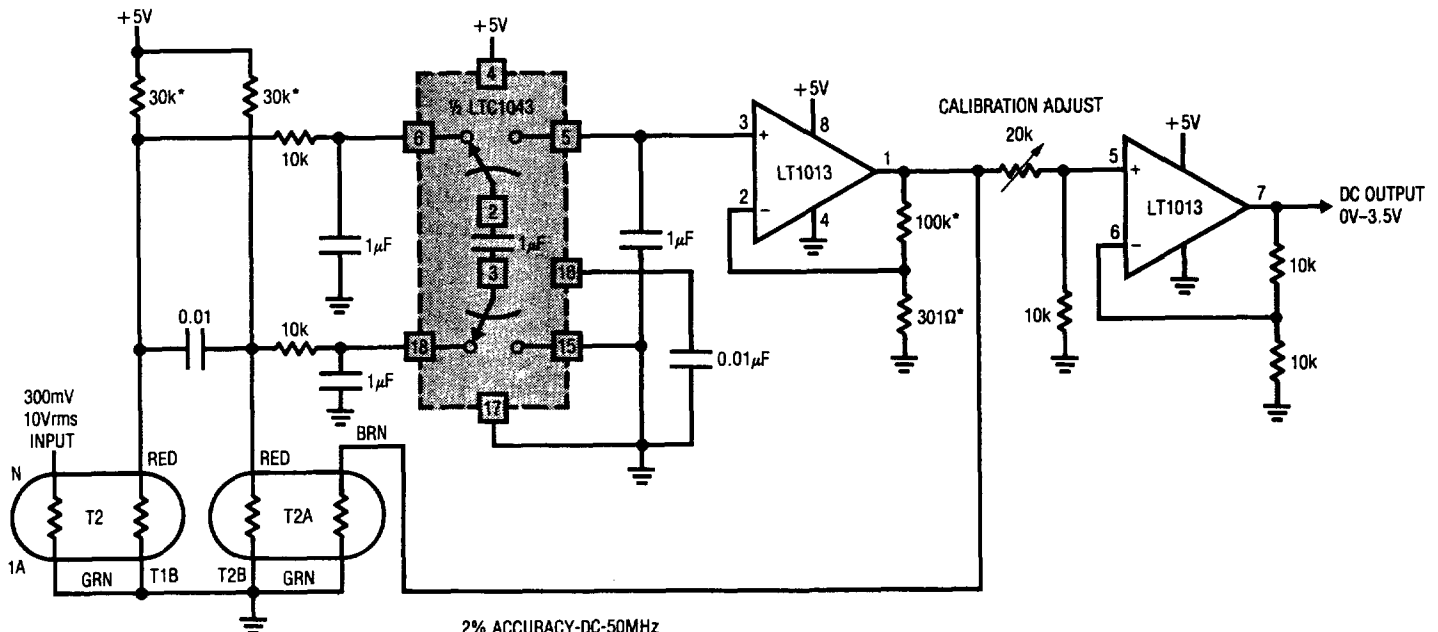 +5V
+5V
30k*
30k*
4
½ LTC1043
6
5
10k
2
1µF
3
1µF
1µF
16
0.01
10k
18
15
1µF
0.01µF
17
+5V
3
+
8
LT1013
1
2
−
4
100k*
301Ω*
CALIBRATION ADJUST
20k
10k
+5V
5
+
LT1013
7
6
−
DC OUTPUT
0V–3.5V
10k
10k
300mV
10Vrms
INPUT
BRN
N
RED
RED
T2
T2A
1A
GRN
T1B
T2B
GRN
2% ACCURACY-DC-50MHz